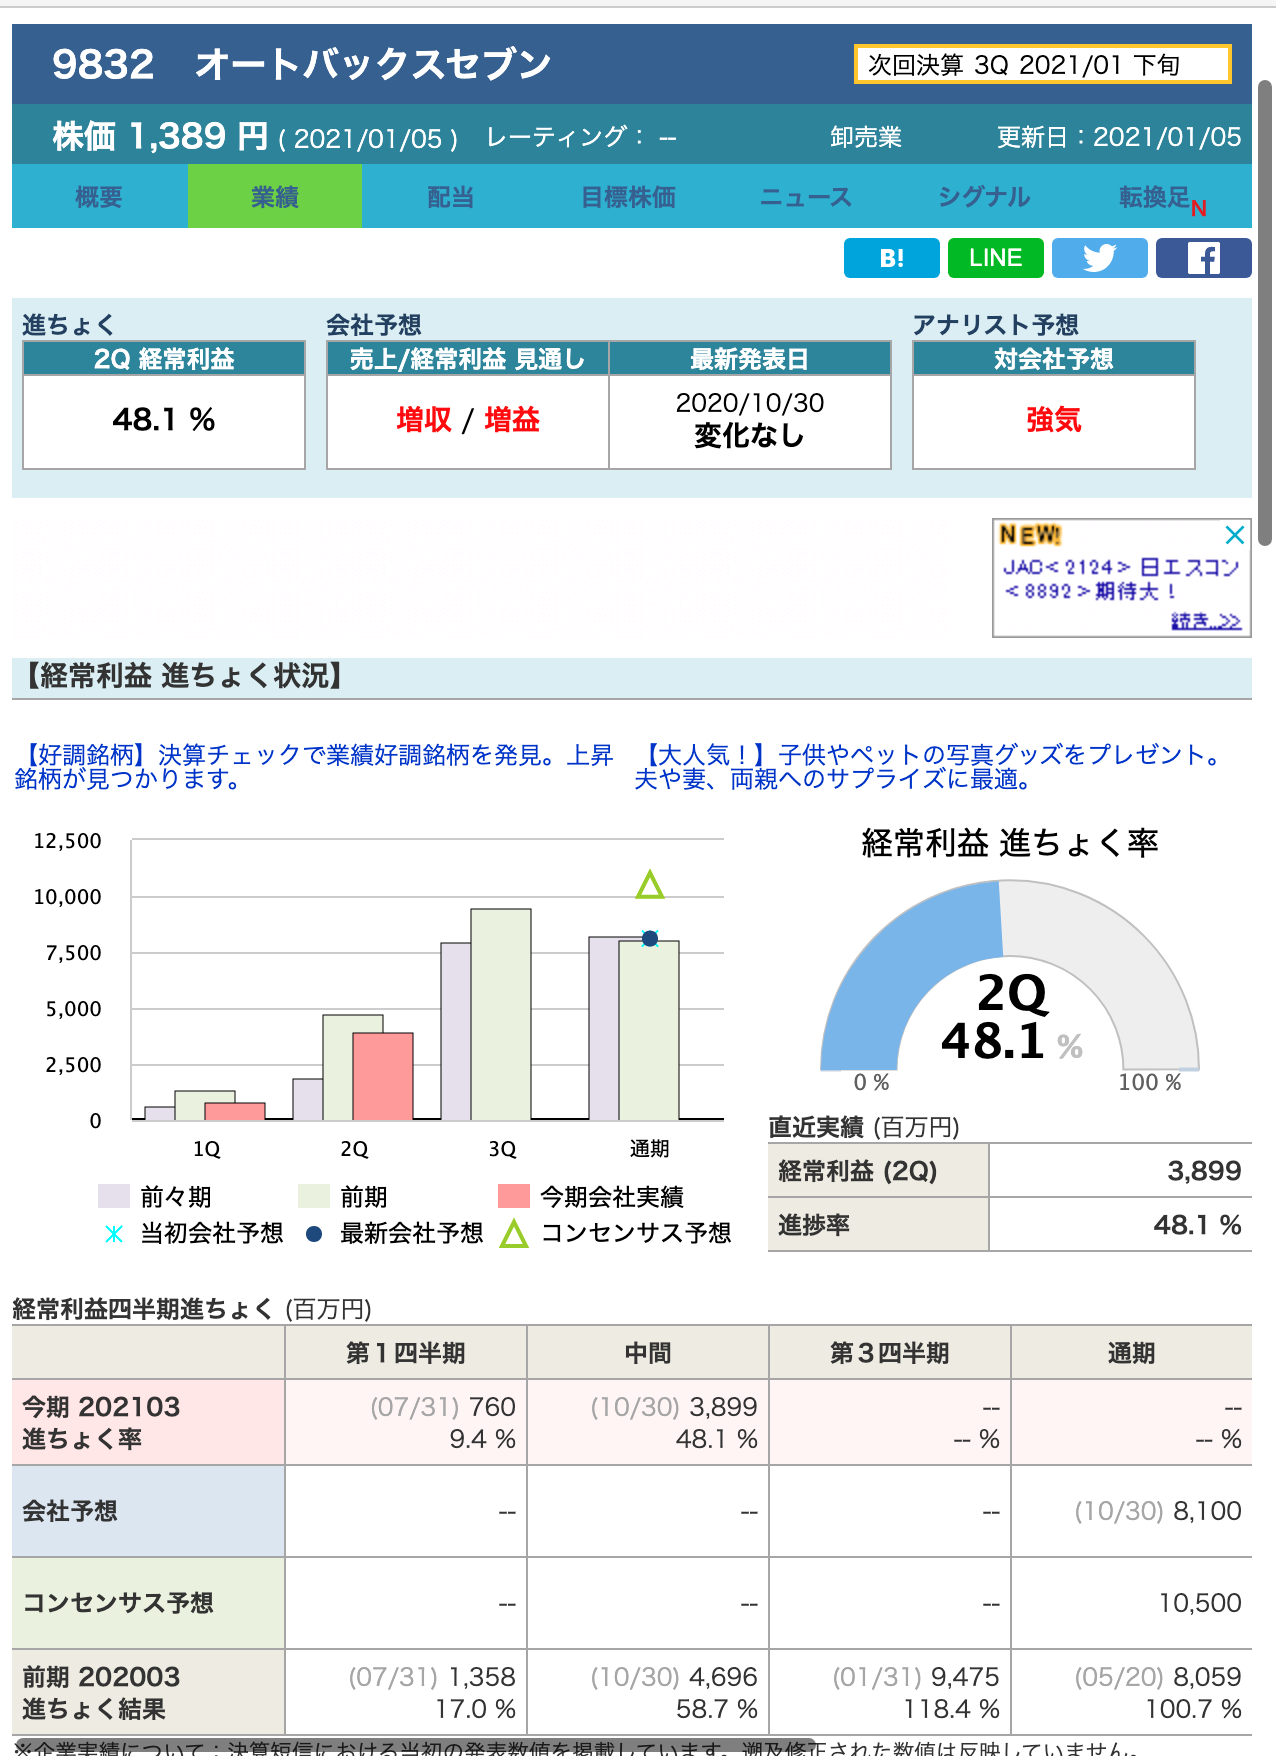 9832　オートバックスセブン
次回決算 3Q 2021/01 下旬
株価 1,389 円 ( 2021/01/05 )　レーティング： --　卸売業　更新日：2021/01/05
概要 業績 配当 目標株価 ニュース シグナル 転換足N
B! LINE
進ちょく 会社予想 アナリスト予想
2Q 経常利益 売上/経常利益 見通し 最新発表日 対会社予想
48.1 % 増収 / 増益 2020/10/30 強気
変化なし
NEW!
JAC<2124> 日エスコン
<8892>期待大！
続き..>>
【経常利益 進ちょく状況】
【好調銘柄】決算チェックで業績好調銘柄を発見。上昇
銘柄が見つかります。
【大人気！】子供やペットの写真グッズをプレゼント。
夫や妻、両親へのサプライズに最適。
12,500
10,000
7,500
5,000
2,500
0
1Q 2Q 3Q 通期
前々期 前期 今期会社実績
当初会社予想 最新会社予想 コンセンサス予想
経常利益 進ちょく率
2Q
48.1 %
0 % 100 %
直近実績 (百万円)
経常利益 (2Q) 3,899
進捗率 48.1 %
経常利益四半期進ちょく (百万円)
第１四半期 中間 第３四半期 通期
今期 202103 (07/31) 760 (10/30) 3,899 -- --
進ちょく率 9.4 % 48.1 % -- % -- %
会社予想 -- -- -- (10/30) 8,100
コンセンサス予想 -- -- -- 10,500
前期 202003 (07/31) 1,358 (10/30) 4,696 (01/31) 9,475 (05/20) 8,059
進ちょく結果 17.0 % 58.7 % 118.4 % 100.7 %
※企業実績について：決算短信における当初の発表数値を掲載しています。遡及修正された数値は反映していません。